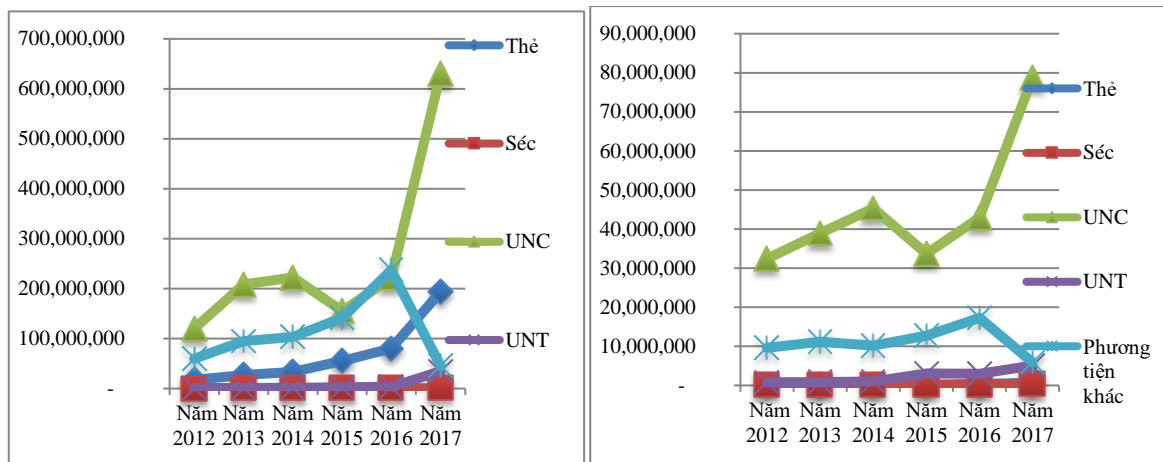 700,000,000
600,000,000
500,000,000
400,000,000
300,000,000
200,000,000
100,000,000
-
Năm Năm Năm Năm Năm Năm
2012 2013 2014 2015 2016 2017
Thẻ
Séc
UNC
UNT
90,000,000
80,000,000
70,000,000
60,000,000
50,000,000
40,000,000
30,000,000
20,000,000
10,000,000
-
Năm Năm Năm Năm Năm Năm
2012 2013 2014 2015 2016 2017
Thẻ
Séc
UNC
UNT
Phương
tiện
khác